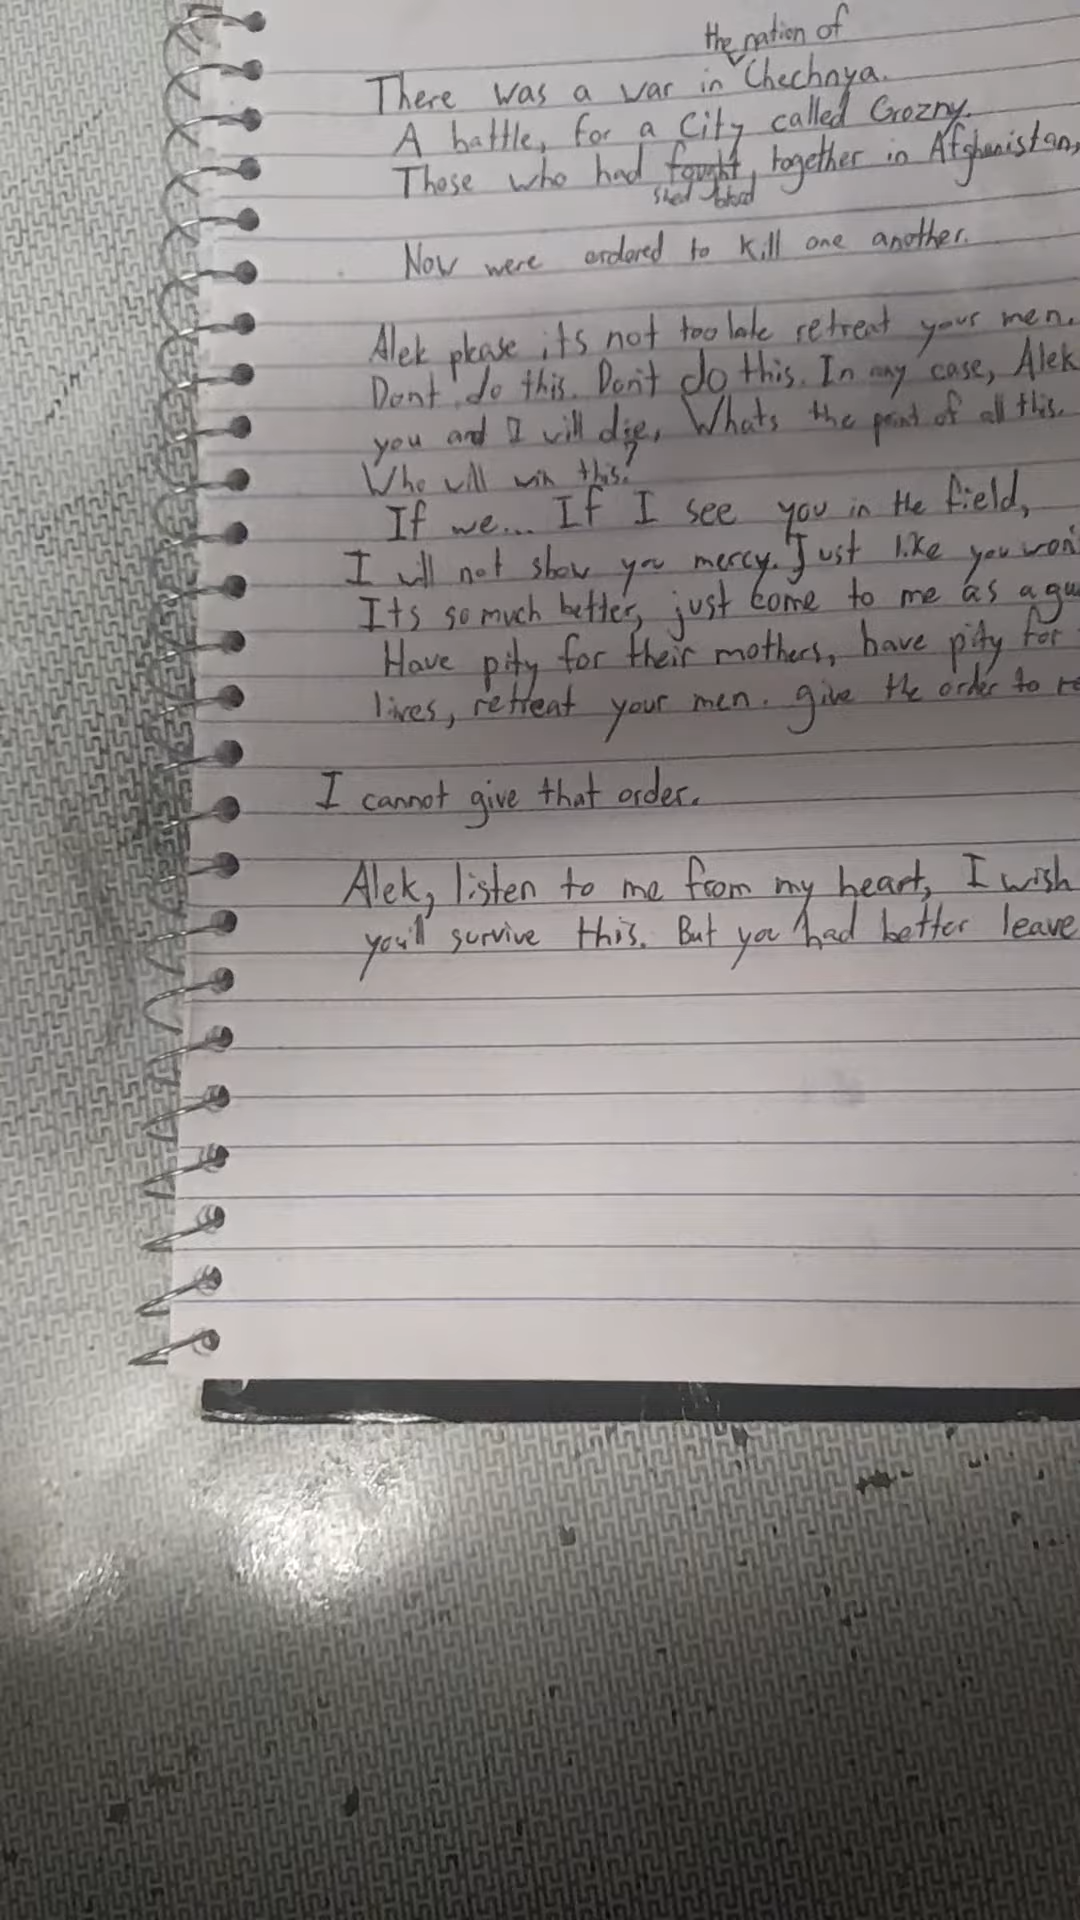 the nation of
There was a war in Chechnya.
A battle, for a City called Grozny.
Those who had fought, together in Afghanistan,
shed blood
Now were ordered to kill one another.
Alek please its not too late retreat your men.
Dont do this. Don't do this. In any case, Alek
you and I will die, Whats the point of all this.
Who will win this?
If we... If I see you in the field,
I will not show you mercy. Just like you won'
Its so much better, just come to me as a gu
Have pity for their mothers, have pity for
lives, retreat your men. give the order to re
I cannot give that order.
Alek, listen to me from my heart, I wish
you'll survive this. But you had better leave